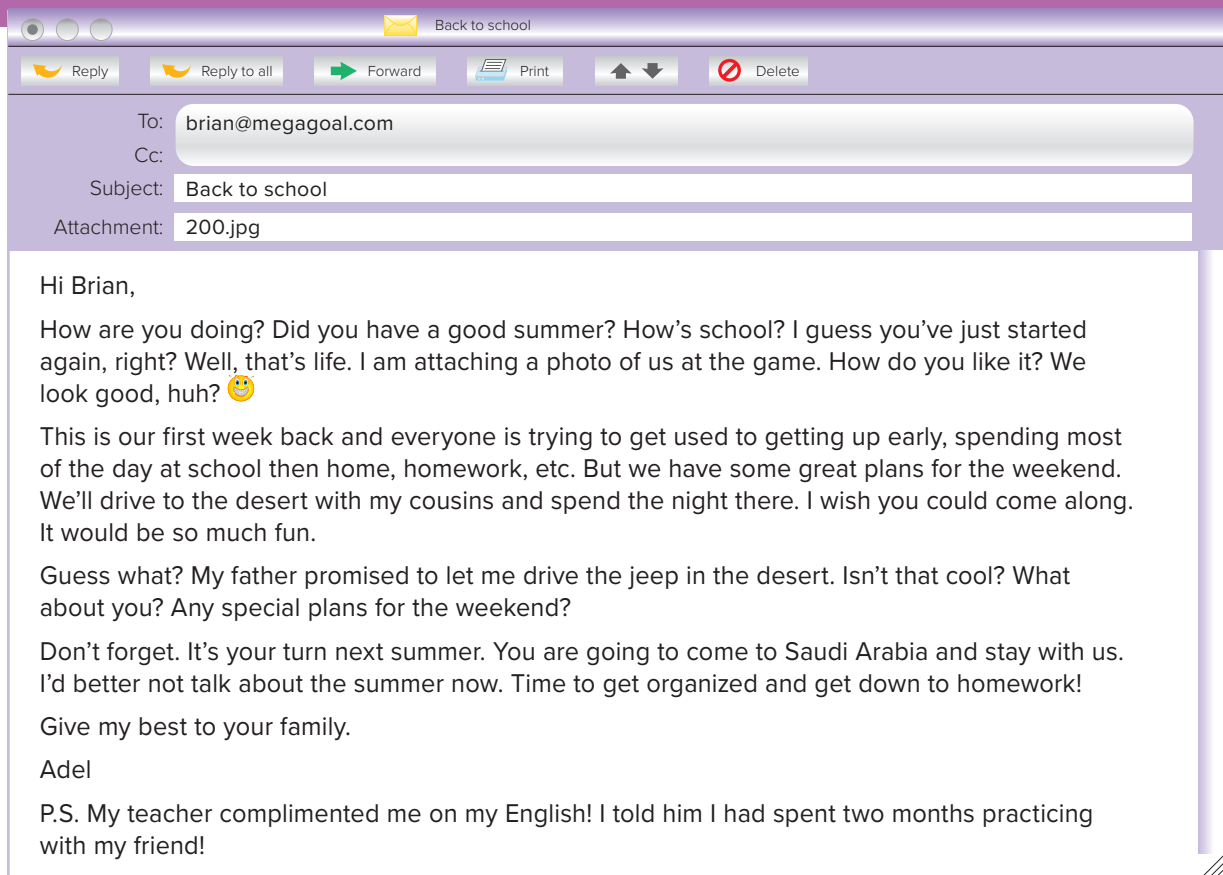 Back to school
Reply
Reply to all
Forward
Print
Delete
To: brian@megagoal.com
Cc:
Subject: Back to school
Attachment: 200.jpg
Hi Brian,
How are you doing? Did you have a good summer? How's school? I guess you've just started
again, right? Well, that's life. I am attaching a photo of us at the game. How do you like it? We
look good, huh?
This is our first week back and everyone is trying to get used to getting up early, spending most
of the day at school then home, homework, etc. But we have some great plans for the weekend.
We'll drive to the desert with my cousins and spend the night there. I wish you could come along.
It would be so much fun.
Guess what? My father promised to let me drive the jeep in the desert. Isn't that cool? What
about you? Any special plans for the weekend?
Don't forget. It's your turn next summer. You are going to come to Saudi Arabia and stay with us.
I'd better not talk about the summer now. Time to get organized and get down to homework!
Give my best to your family.
Adel
P.S. My teacher complimented me on my English! I told him I had spent two months practicing
with my friend!